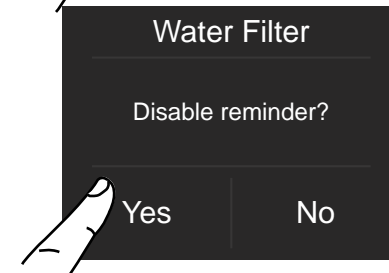 Water Filter
Disable reminder?
Yes
No